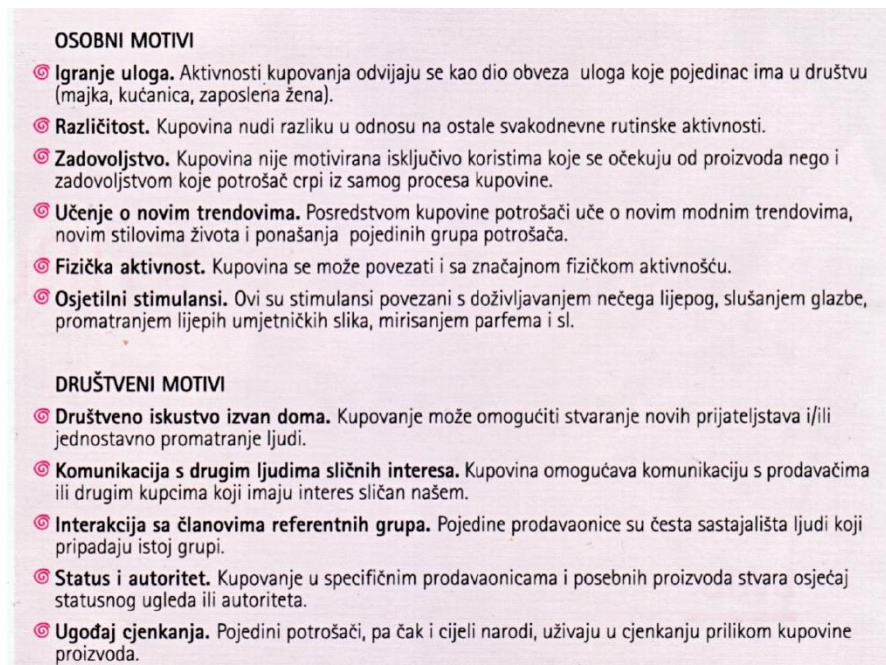 OSOBNI MOTIVI
Igranje uloga. Aktivnosti kupovanja odvijaju se kao dio obveza uloga koje pojedinac ima u društvu
(majka, kućanica, zaposlena žena).
Različitost. Kupovina nudi razliku u odnosu na ostale svakodnevne rutinske aktivnosti.
Zadovoljstvo. Kupovina nije motivirana isključivo koristima koje se očekuju od proizvoda nego i
zadovoljstvom koje potrošač crpi iz samog procesa kupovine.
Učenje o novim trendovima. Posredstvom kupovine potrošači uče o novim modnim trendovima,
novim stilovima života i ponašanja pojedinih grupa potrošača.
Fizička aktivnost. Kupovina se može povezati i sa značajnom fizičkom aktivnošću.
Osjetilni stimulansi. Ovi su stimulansi povezani s doživljavanjem nečega lijepog, slušanjem glazbe,
promatranjem lijepih umjetničkih slika, mirisanjem parfema i sl.
DRUŠTVENI MOTIVI
Društveno iskustvo izvan doma. Kupovanje može omogućiti stvaranje novih prijateljstava i/ili
jednostavno promatranje ljudi.
Komunikacija s drugim ljudima sličnih interesa. Kupovina omogućava komunikaciju s prodavačima
ili drugim kupcima koji imaju interes sličan našem.
Interakcija sa članovima referentnih grupa. Pojedine prodavaonice su česta sastajališta ljudi koji
pripadaju istoj grupi.
Status i autoritet. Kupovanje u specifičnim prodavaonicama i posebnih proizvoda stvara osjećaj
statusnog ugleda ili autoriteta.
Ugođaj cjenkanja. Pojedini potrošači, pa čak i cijeli narodi, uživaju u cjenkanju prilikom kupovine
proizvoda.